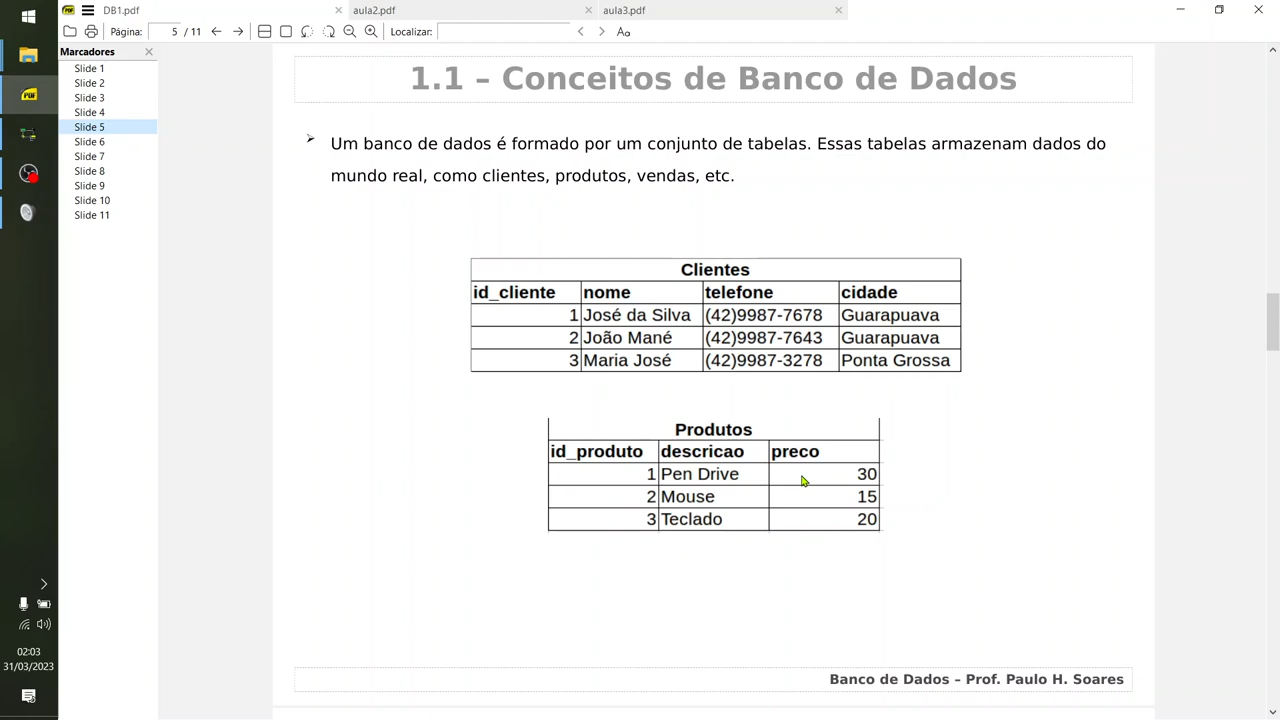 DB1.pdf aula2.pdf aula3.pdf
Página: 5 / 11 Localizar:
Marcadores
Slide 1
Slide 2
Slide 3
Slide 4
Slide 5
Slide 6
Slide 7
Slide 8
Slide 9
Slide 10
Slide 11
1.1 – Conceitos de Banco de Dados
Um banco de dados é formado por um conjunto de tabelas. Essas tabelas armazenam dados do
mundo real, como clientes, produtos, vendas, etc.
Clientes
id_cliente nome telefone cidade
1 José da Silva (42)9987-7678 Guarapuava
2 João Mané (42)9987-7643 Guarapuava
3 Maria José (42)9987-3278 Ponta Grossa
Produtos
id_produto descricao preco
1 Pen Drive 30
2 Mouse 15
3 Teclado 20
Banco de Dados – Prof. Paulo H. Soares
02:03
31/03/2023